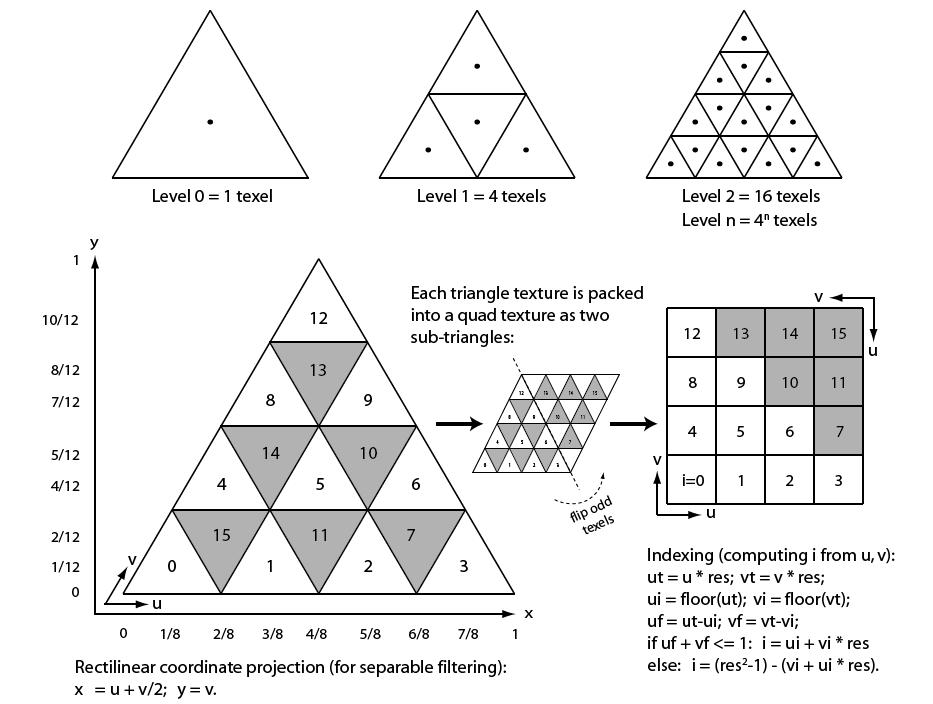 Level 0 = 1 texel
Level 1 = 4 texels
Level 2 = 16 texels
Level n = 4ⁿ texels
y
1
10/12
8/12
7/12
5/12
4/12
2/12
1/12
0
12
13
8
9
14
10
4
5
6
15
11
7
0
1
2
3
v
u
x
0
1/8
2/8
3/8
4/8
5/8
6/8
7/8
1
Rectilinear coordinate projection (for separable filtering):
x = u + v/2; y = v.
Each triangle texture is packed
into a quad texture as two
sub-triangles:
12 13 14 15
8 9 10 11
4 5 6 7
0 1 2 3
flip odd
texels
v
u
12 13 14 15
8 9 10 11
4 5 6 7
i=0 1 2 3
v
u
Indexing (computing i from u, v):
ut = u * res; vt = v * res;
ui = floor(ut); vi = floor(vt);
uf = ut-ui; vf = vt-vi;
if uf + vf <= 1: i = ui + vi * res
else: i = (res²-1) - (vi + ui * res).